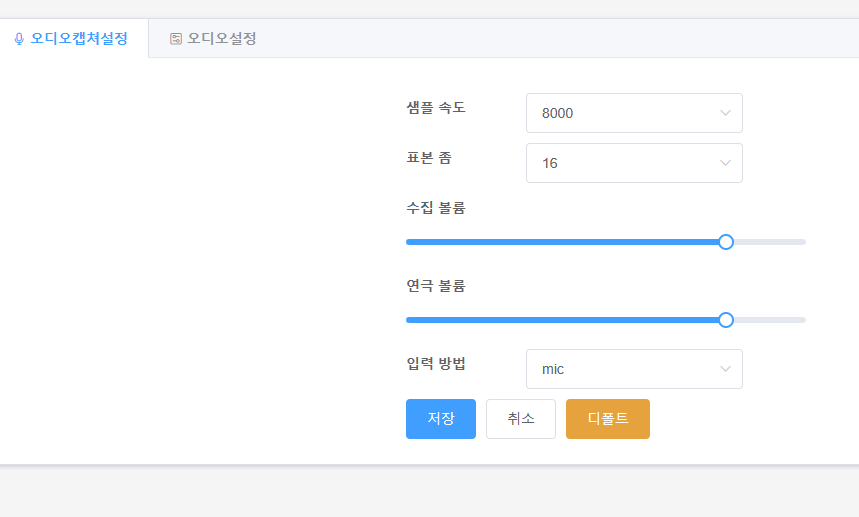 오디오캡쳐설정 오디오설정
샘플 속도 8000
표본 좀 16
수집 볼륨
연극 볼륨
입력 방법 mic
저장 취소 디폴트